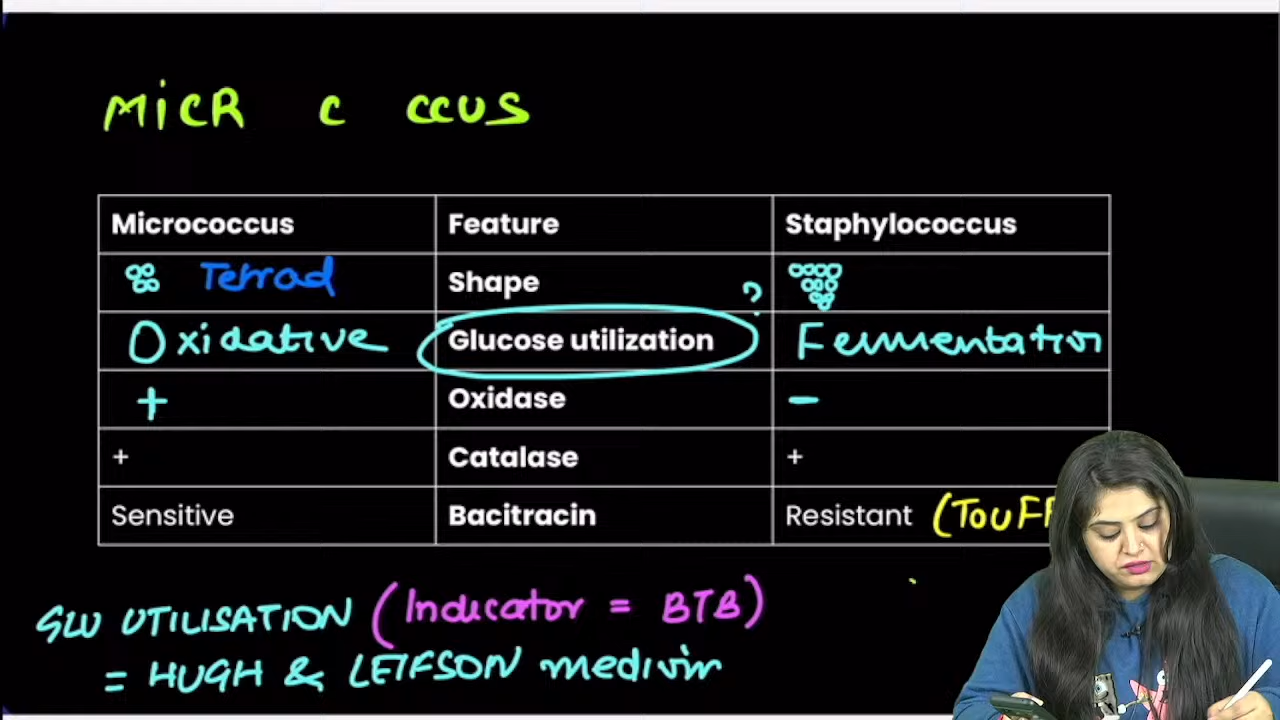 MiCR C CCUS
Micrococcus Feature Staphylococcus
Tetrad Shape
Oxidative Glucose utilization ? Fermentation
+ Oxidase -
+ Catalase +
Sensitive Bacitracin Resistant (TOUFF
GLU UTILISATION (Indicator = BTB)
= HUGH & LEIFSON medium